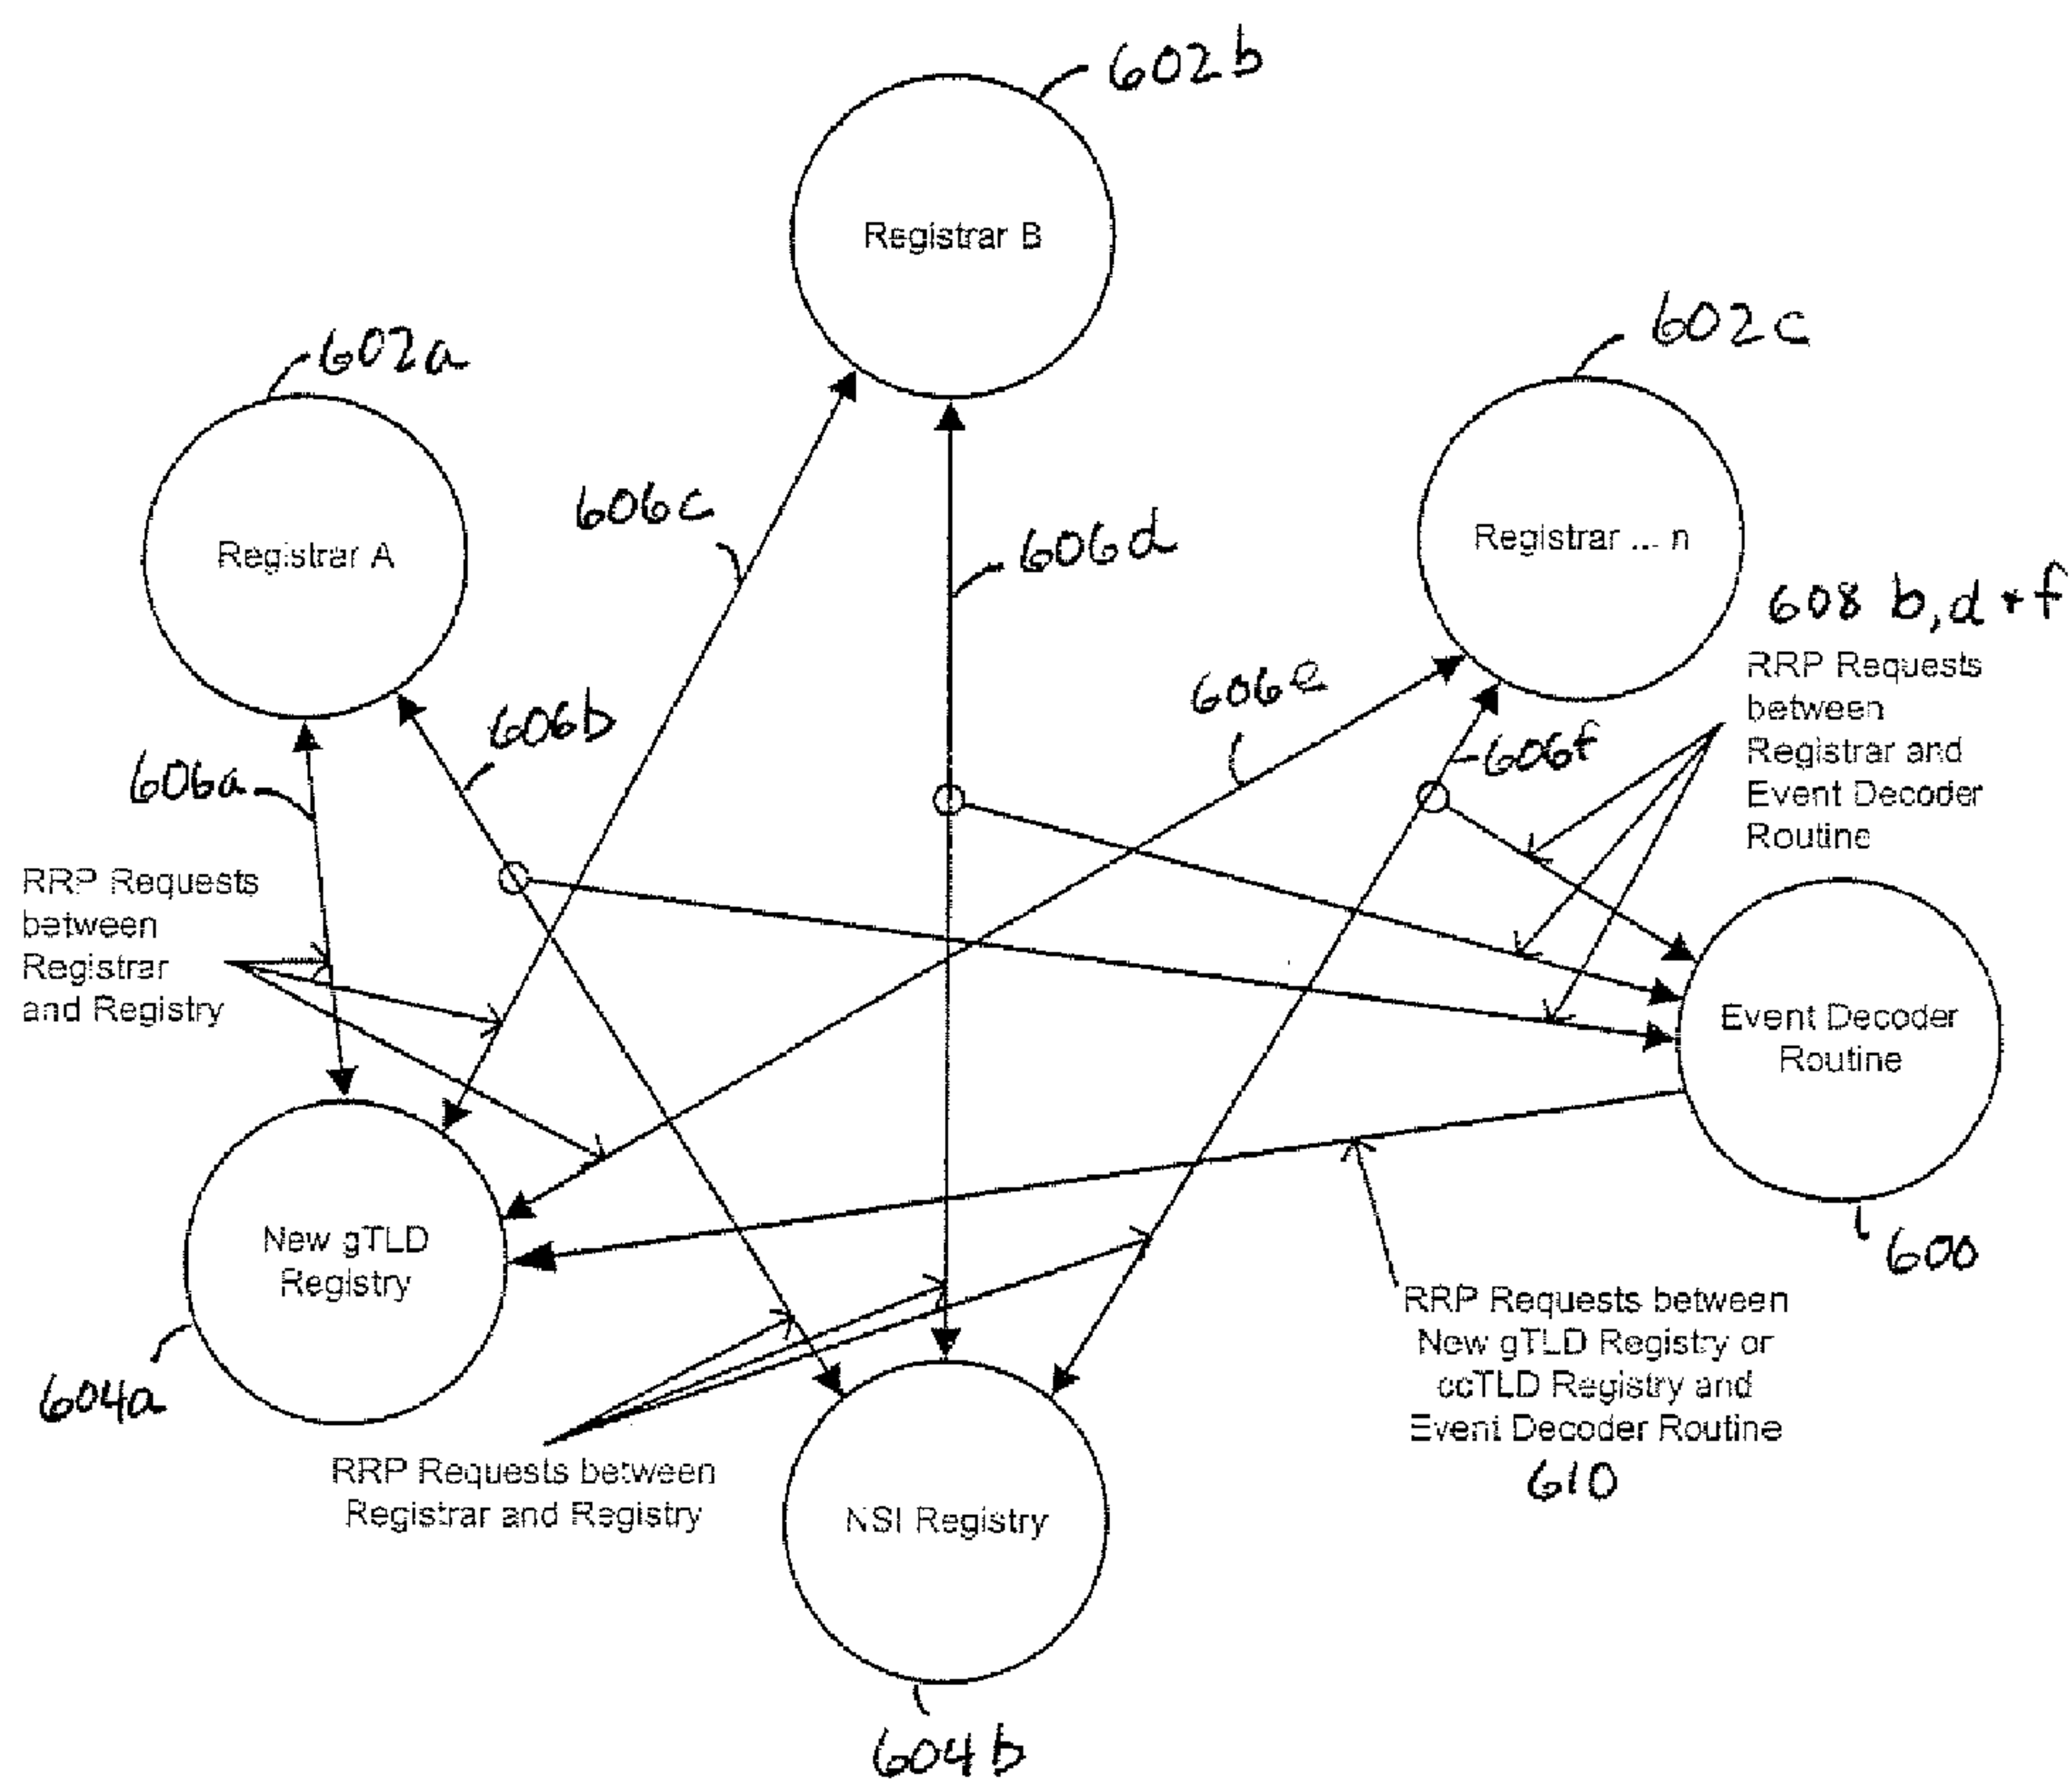 602b
Registrar B
602c
602a
Registrar ... n
606c
606d
Registrar A
608 b, d + f
RRP Requests
between
Registrar and
Event Decoder
Routine
606e
606b
606f
606a
RRP Requests
between
Registrar
and Registry
Event Decoder
Routine
600
New gTLD
Registry
604a
RRP Requests between
New gTLD Registry or
ccTLD Registry and
Event Decoder Routine
610
RRP Requests between
Registrar and Registry
NSI Registry
604b